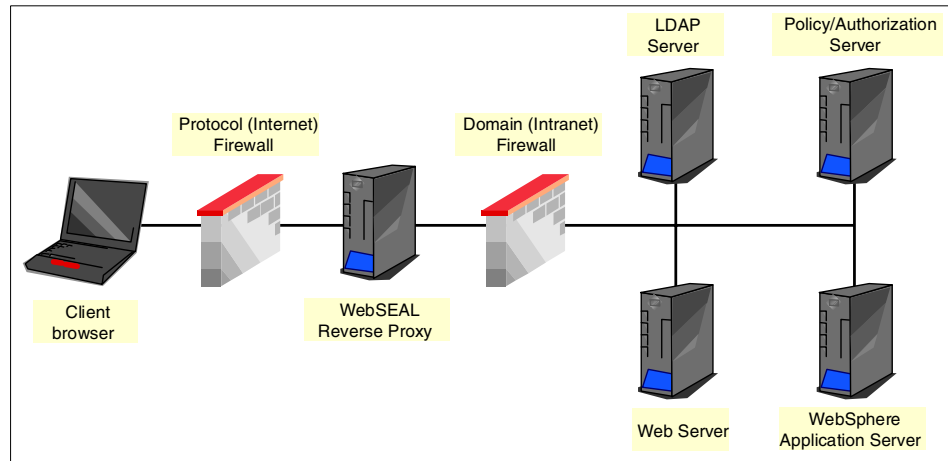 LDAP
Server
Policy/Authorization
Server
Protocol (Internet)
Firewall
Domain (Intranet)
Firewall
Client
browser
WebSEAL
Reverse Proxy
Web Server
WebSphere
Application Server